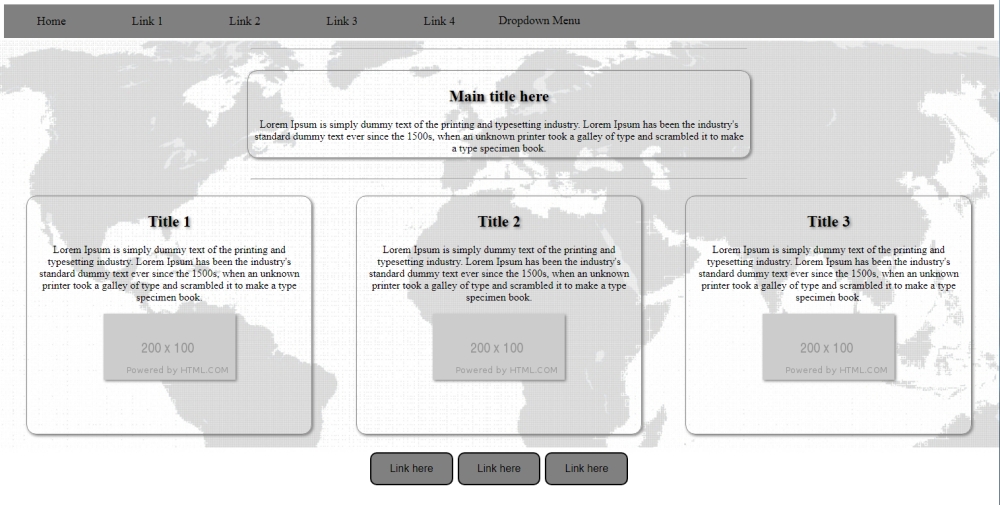 Home Link 1 Link 2 Link 3 Link 4 Dropdown Menu
Main title here
Lorem Ipsum is simply dummy text of the printing and typesetting industry. Lorem Ipsum has been the industry's
standard dummy text ever since the 1500s, when an unknown printer took a galley of type and scrambled it to make
a type specimen book.
Title 1
Lorem Ipsum is simply dummy text of the printing and
typesetting industry. Lorem Ipsum has been the industry's
standard dummy text ever since the 1500s, when an unknown
printer took a galley of type and scrambled it to make a type
specimen book.
200 x 100
Powered by HTML.COM
Title 2
Lorem Ipsum is simply dummy text of the printing and
typesetting industry. Lorem Ipsum has been the industry's
standard dummy text ever since the 1500s, when an unknown
printer took a galley of type and scrambled it to make a type
specimen book.
200 x 100
Powered by HTML.COM
Title 3
Lorem Ipsum is simply dummy text of the printing and
typesetting industry. Lorem Ipsum has been the industry's
standard dummy text ever since the 1500s, when an unknown
printer took a galley of type and scrambled it to make a type
specimen book.
200 x 100
Powered by HTML.COM
Link here Link here Link here